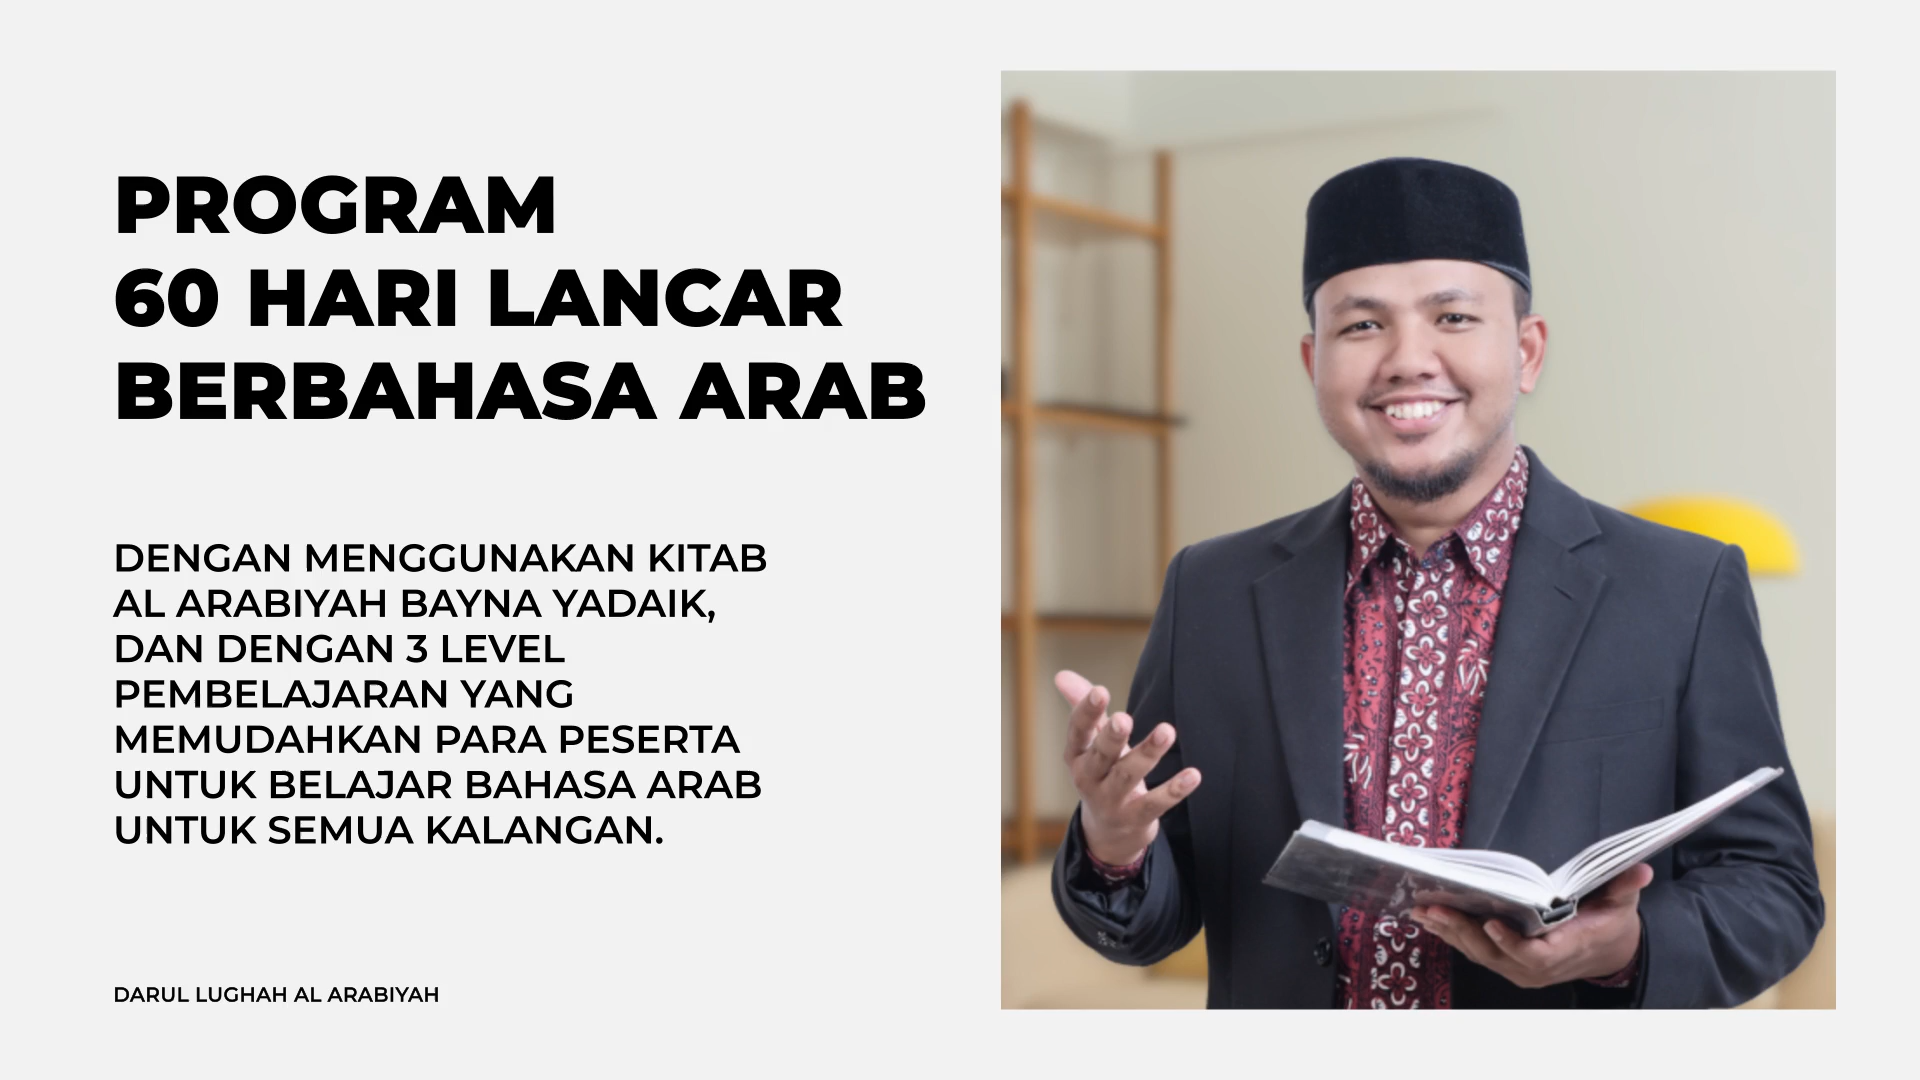 PROGRAM
60 HARI LANCAR
BERBAHASA ARAB
DENGAN MENGGUNAKAN KITAB
AL ARABIYAH BAYNA YADAIK,
DAN DENGAN 3 LEVEL
PEMBELAJARAN YANG
MEMUDAHKAN PARA PESERTA
UNTUK BELAJAR BAHASA ARAB
UNTUK SEMUA KALANGAN.
DARUL LUGHAH AL ARABIYAH